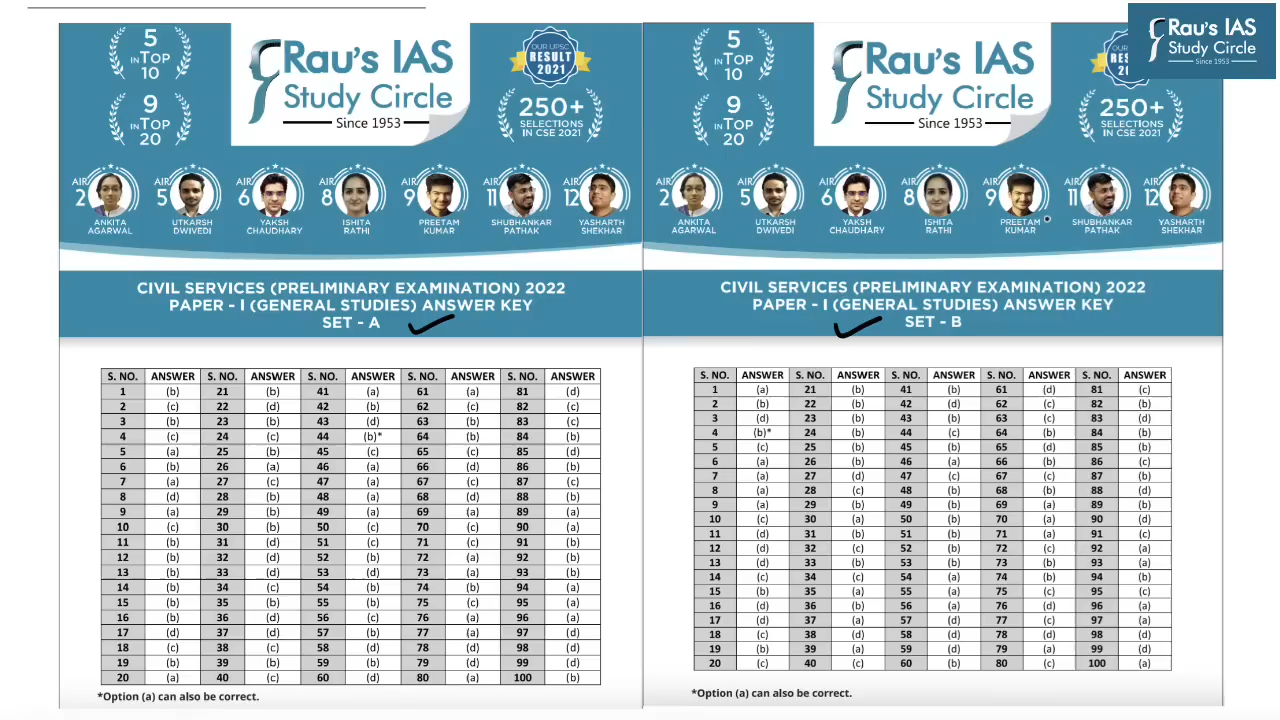 5
IN TOP
10
9
IN TOP
20
Rau's IAS
Study Circle
Since 1953
OUR UPSC
RESULT
2021
250+
SELECTIONS
IN CSE 2021
AIR 2 AIR 5 AIR 6 AIR 8 AIR 9 AIR 11 AIR 12
ANKITA AGARWAL
UTKARSH DWIVEDI
YAKSH CHAUDHARY
ISHITA RATHI
PREETAM KUMAR
SHUBHANKAR PATHAK
YASHARTH SHEKHAR
CIVIL SERVICES (PRELIMINARY EXAMINATION) 2022
PAPER - I (GENERAL STUDIES) ANSWER KEY
SET - A
S. NO. ANSWER S. NO. ANSWER S. NO. ANSWER S. NO. ANSWER S. NO. ANSWER
1 (b) 21 (b) 41 (a) 61 (a) 81 (d)
2 (c) 22 (d) 42 (b) 62 (c) 82 (c)
3 (b) 23 (b) 43 (d) 63 (b) 83 (c)
4 (c) 24 (c) 44 (b)* 64 (b) 84 (b)
5 (a) 25 (b) 45 (c) 65 (c) 85 (d)
6 (b) 26 (a) 46 (a) 66 (d) 86 (b)
7 (a) 27 (c) 47 (a) 67 (c) 87 (c)
8 (d) 28 (b) 48 (a) 68 (d) 88 (b)
9 (a) 29 (b) 49 (a) 69 (a) 89 (a)
10 (c) 30 (b) 50 (c) 70 (c) 90 (a)
11 (b) 31 (d) 51 (c) 71 (c) 91 (b)
12 (b) 32 (d) 52 (b) 72 (a) 92 (b)
13 (b) 33 (d) 53 (d) 73 (a) 93 (b)
14 (b) 34 (c) 54 (b) 74 (b) 94 (a)
15 (b) 35 (b) 55 (b) 75 (c) 95 (a)
16 (b) 36 (d) 56 (c) 76 (a) 96 (a)
17 (d) 37 (d) 57 (b) 77 (a) 97 (d)
18 (c) 38 (c) 58 (d) 78 (d) 98 (d)
19 (b) 39 (b) 59 (b) 79 (d) 99 (d)
20 (a) 40 (c) 60 (d) 80 (a) 100 (b)
*Option (a) can also be correct.
5
IN TOP
10
9
IN TOP
20
Rau's IAS
Study Circle
Since 1953
250+
SELECTIONS
IN CSE 2021
Rau's IAS
Study Circle
Since 1953
AIR 2 AIR 5 AIR 6 AIR 8 AIR 9 AIR 11 AIR 12
ANKITA AGARWAL
UTKARSH DWIVEDI
YAKSH CHAUDHARY
ISHITA RATHI
PREETAM KUMAR
SHUBHANKAR PATHAK
YASHARTH SHEKHAR
CIVIL SERVICES (PRELIMINARY EXAMINATION) 2022
PAPER - I (GENERAL STUDIES) ANSWER KEY
SET - B
S. NO. ANSWER S. NO. ANSWER S. NO. ANSWER S. NO. ANSWER S. NO. ANSWER
1 (a) 21 (b) 41 (b) 61 (d) 81 (c)
2 (b) 22 (b) 42 (d) 62 (c) 82 (b)
3 (d) 23 (b) 43 (b) 63 (c) 83 (d)
4 (b)* 24 (b) 44 (c) 64 (b) 84 (b)
5 (c) 25 (b) 45 (b) 65 (d) 85 (b)
6 (a) 26 (b) 46 (a) 66 (b) 86 (c)
7 (a) 27 (d) 47 (c) 67 (c) 87 (b)
8 (a) 28 (c) 48 (b) 68 (b) 88 (d)
9 (a) 29 (b) 49 (b) 69 (a) 89 (b)
10 (c) 30 (a) 50 (b) 70 (a) 90 (d)
11 (d) 31 (b) 51 (b) 71 (a) 91 (c)
12 (d) 32 (c) 52 (b) 72 (c) 92 (a)
13 (d) 33 (b) 53 (b) 73 (b) 93 (a)
14 (c) 34 (c) 54 (a) 74 (b) 94 (b)
15 (b) 35 (a) 55 (a) 75 (c) 95 (c)
16 (d) 36 (b) 56 (a) 76 (d) 96 (a)
17 (d) 37 (a) 57 (d) 77 (c) 97 (a)
18 (c) 38 (d) 58 (d) 78 (d) 98 (d)
19 (b) 39 (a) 59 (d) 79 (a) 99 (d)
20 (c) 40 (c) 60 (b) 80 (c) 100 (a)
*Option (a) can also be correct.